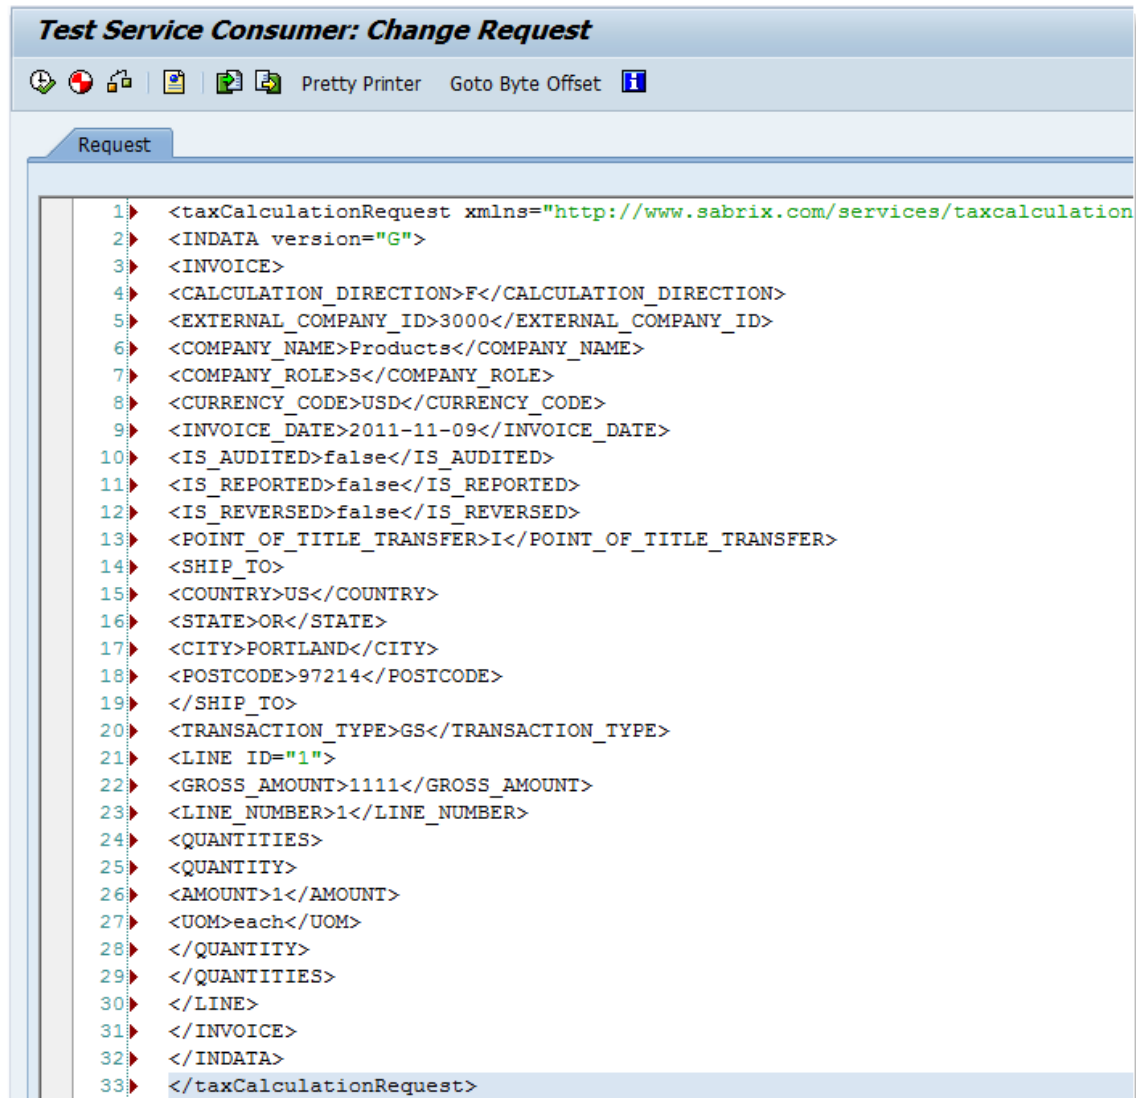 Test Service Consumer: Change Request
Pretty Printer Goto Byte Offset
Request
1 <taxCalculationRequest xmlns="http://www.sabrix.com/services/taxcalculation
2 <INDATA version="G">
3 <INVOICE>
4 <CALCULATION_DIRECTION>F</CALCULATION_DIRECTION>
5 <EXTERNAL_COMPANY_ID>3000</EXTERNAL_COMPANY_ID>
6 <COMPANY_NAME>Products</COMPANY_NAME>
7 <COMPANY_ROLE>S</COMPANY_ROLE>
8 <CURRENCY_CODE>USD</CURRENCY_CODE>
9 <INVOICE_DATE>2011-11-09</INVOICE_DATE>
10 <IS_AUDITED>false</IS_AUDITED>
11 <IS_REPORTED>false</IS_REPORTED>
12 <IS_REVERSED>false</IS_REVERSED>
13 <POINT_OF_TITLE_TRANSFER>I</POINT_OF_TITLE_TRANSFER>
14 <SHIP_TO>
15 <COUNTRY>US</COUNTRY>
16 <STATE>OR</STATE>
17 <CITY>PORTLAND</CITY>
18 <POSTCODE>97214</POSTCODE>
19 </SHIP_TO>
20 <TRANSACTION_TYPE>GS</TRANSACTION_TYPE>
21 <LINE ID="1">
22 <GROSS_AMOUNT>1111</GROSS_AMOUNT>
23 <LINE_NUMBER>1</LINE_NUMBER>
24 <QUANTITIES>
25 <QUANTITY>
26 <AMOUNT>1</AMOUNT>
27 <UOM>each</UOM>
28 </QUANTITY>
29 </QUANTITIES>
30 </LINE>
31 </INVOICE>
32 </INDATA>
33 </taxCalculationRequest>